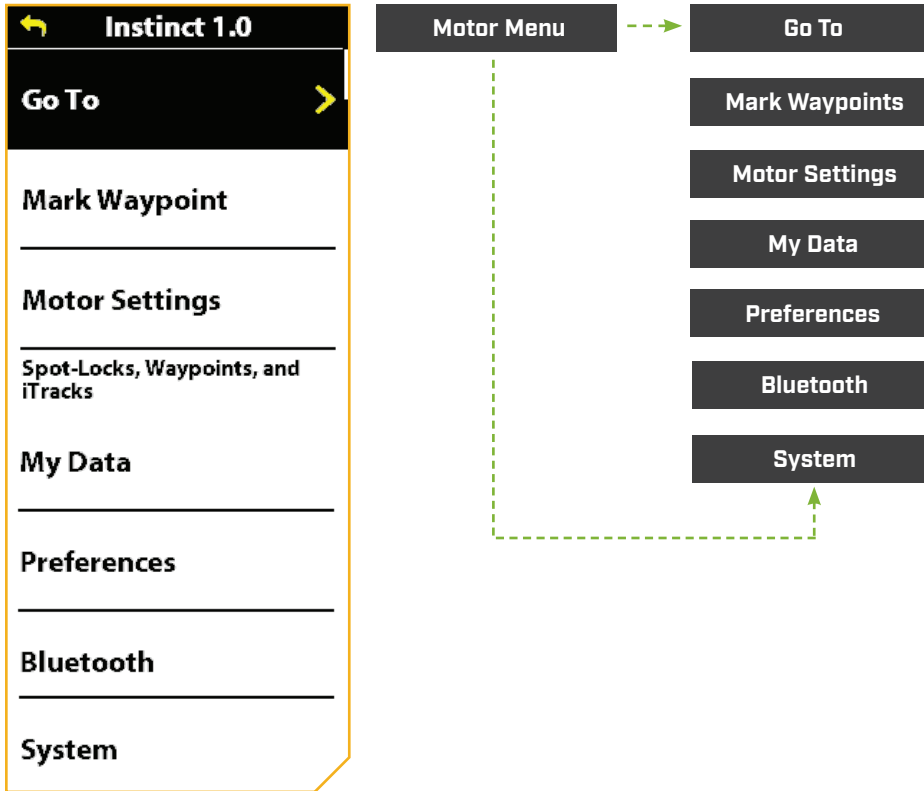 Instinct 1.0
Go To
Mark Waypoint
Motor Settings
Spot-Locks, Waypoints, and
iTracks
My Data
Preferences
Bluetooth
System
Motor Menu
Go To
Mark Waypoints
Motor Settings
My Data
Preferences
Bluetooth
System